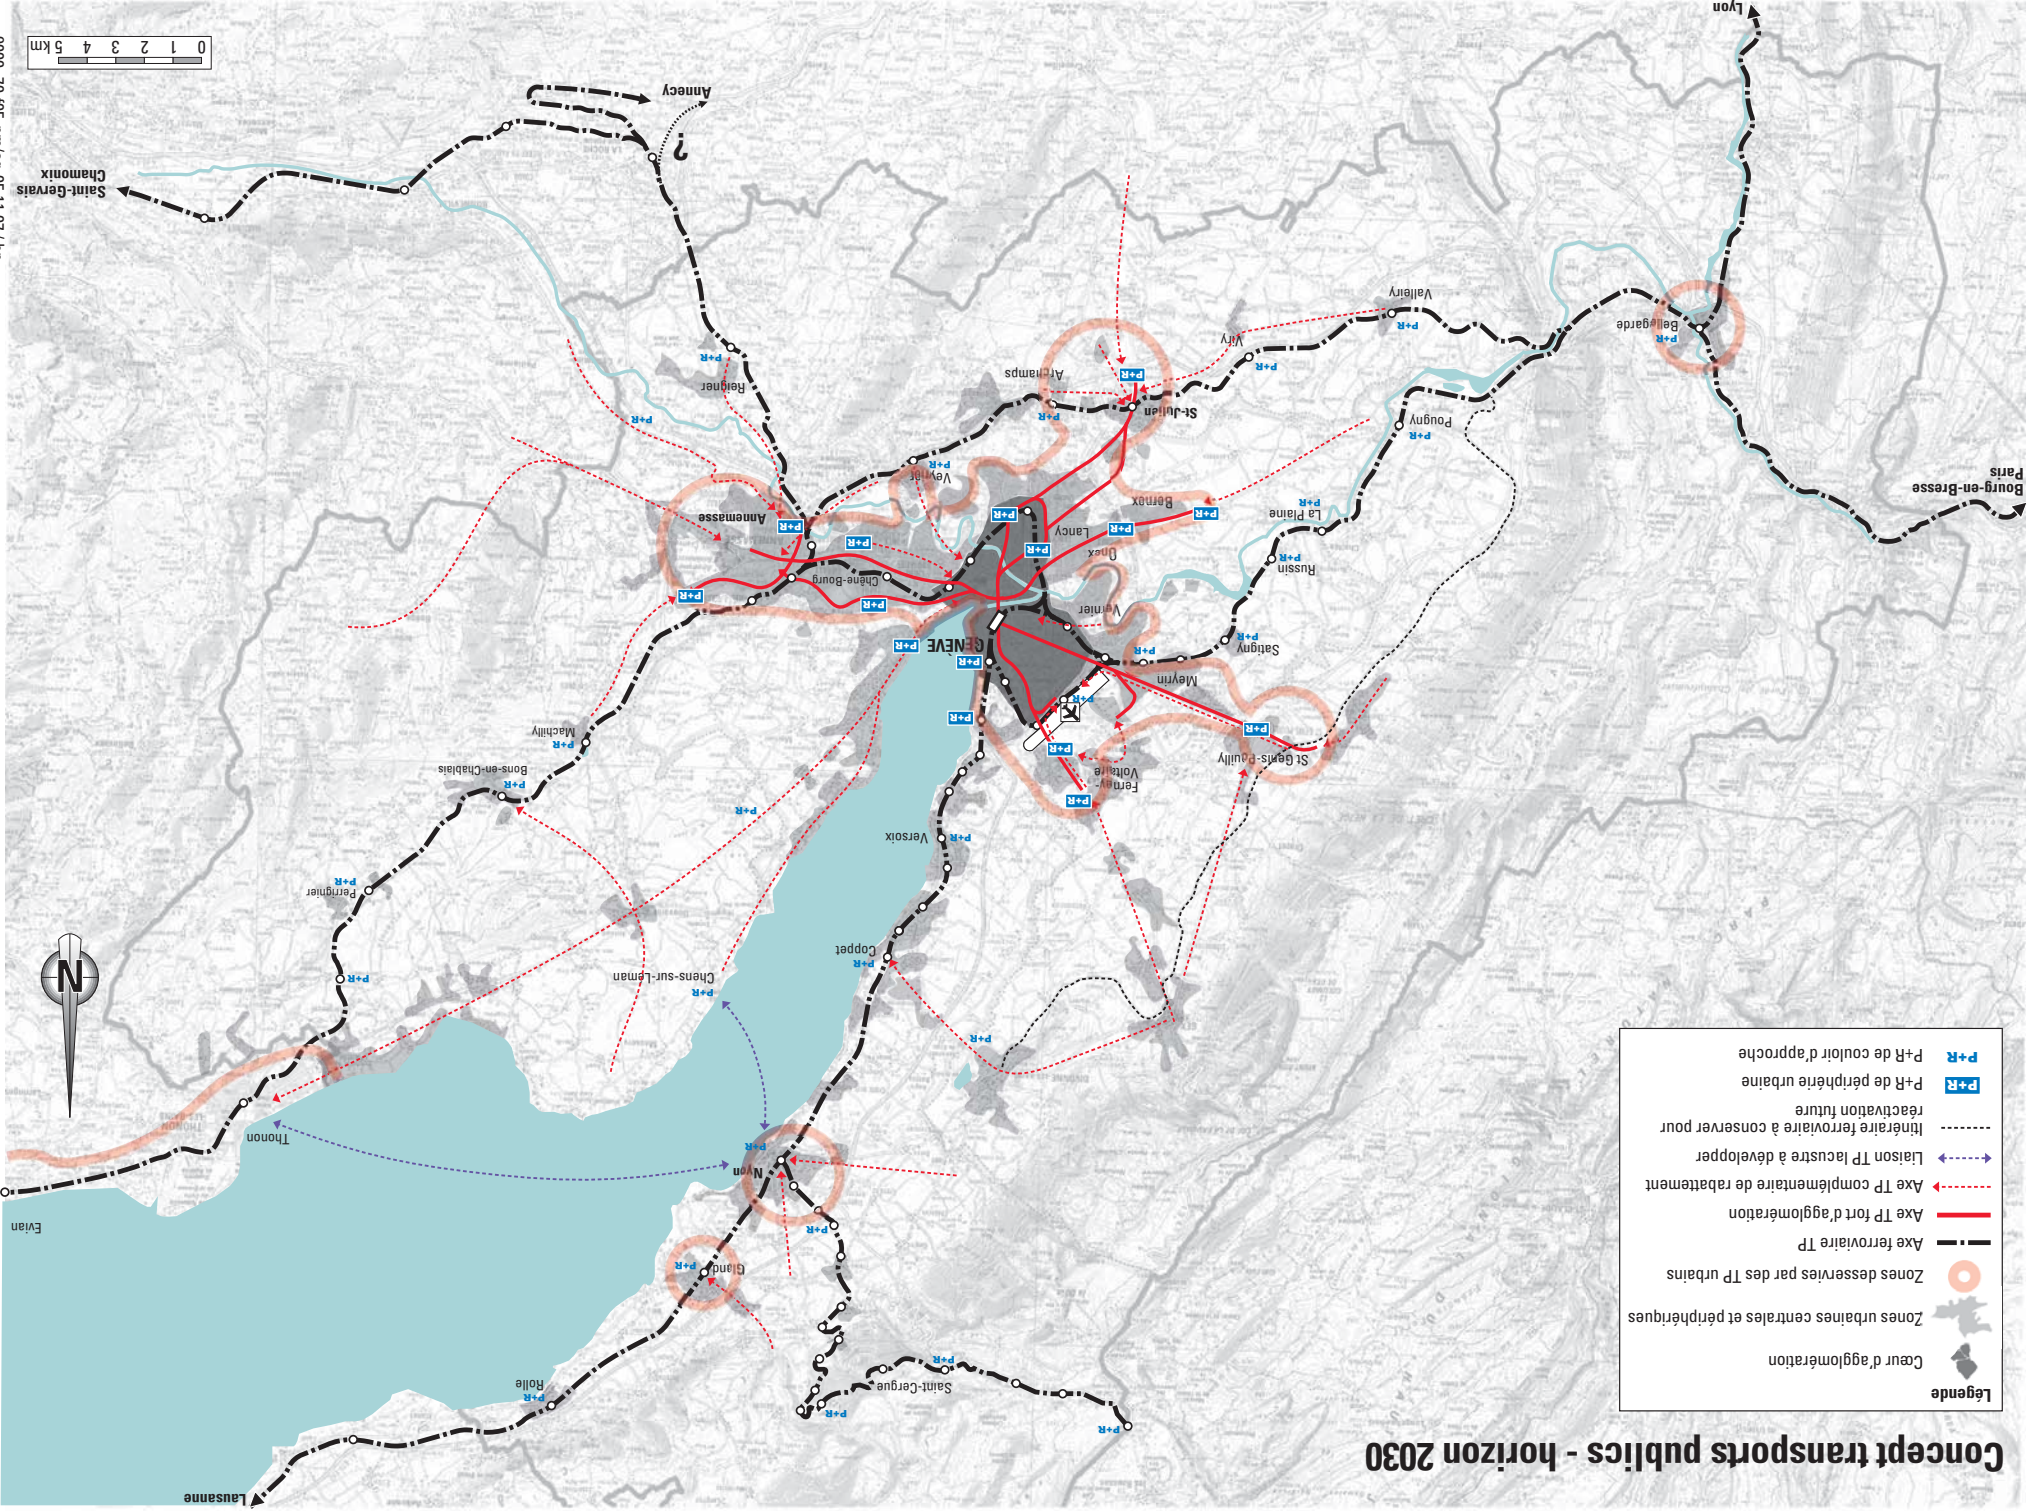 Concept transports publics - horizon 2030
Légende
Cœur d'agglomération
Zones urbaines centrales et périphériques
Zones desservies par des TP urbains
Axe ferroviaire TP
Axe TP fort d'agglomération
Axe TP complémentaire de rabattement
Liaison TP lacustre à développer
Itinéraire ferroviaire à conserver pour
réactivation future
P+R P+R de périphérie urbaine
P+R P+R de couloir d'approche
Lausanne
P+R
P+R
Saint-Cergue
P+R
Rolle
P+R
Gland
P+R
P+R
Evian
Nyon
P+R
Thonon
P+R
Chens-sur-Leman
P+R
Coppet
P+R
P+R
N
Perrignier
P+R
Versoix
P+R
P+R
Bons-en-Chablais
P+R
Machilly
P+R
Fernay-
Voltaire
P+R
P+R
St Genis-Pouilly
P+R
P+R
P+R
Meyrin
Satigny
P+R
P+R
GENÈVE
P+R
P+R
Vernier
P+R
P+R
Chêne-Bourg
P+R
Russin
P+R
Onex
P+R
Lancy
P+R
La Plaine
P+R
Bernex
P+R
P+R
Annemasse
P+R
Veyrier
P+R
Bourg-en-Bresse
Paris
Pougny
P+R
St-Julian
P+R
Archamps
P+R
P+R
Reigner
P+R
Viry
P+R
Bellegarde
P+R
Valleiry
P+R
Saint-Gervais
Chamonix
?
Annecy
Lyon
0 1 2 3 4 5 km